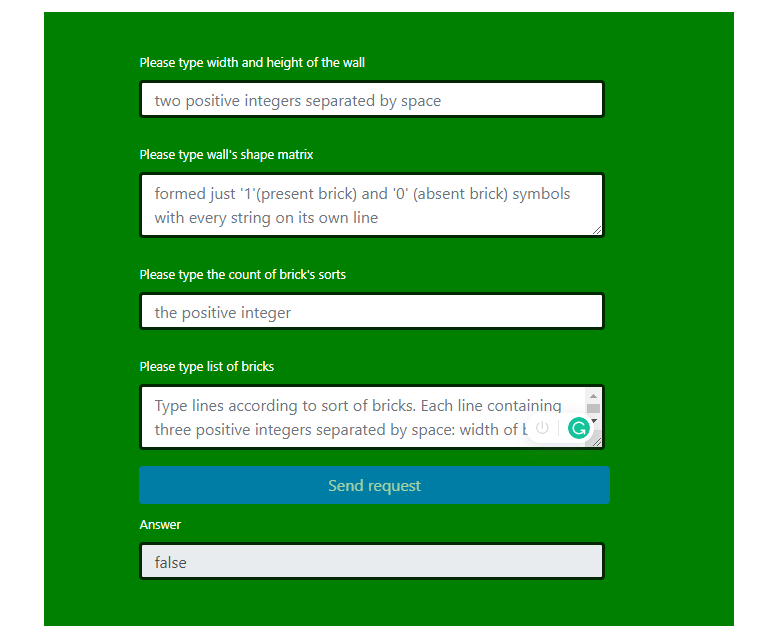 Please type width and height of the wall
two positive integers separated by space
Please type wall's shape matrix
formed just '1'(present brick) and '0' (absent brick) symbols
with every string on its own line
Please type the count of brick's sorts
the positive integer
Please type list of bricks
Type lines according to sort of bricks. Each line containing
three positive integers separated by space: width of
Send request
Answer
false